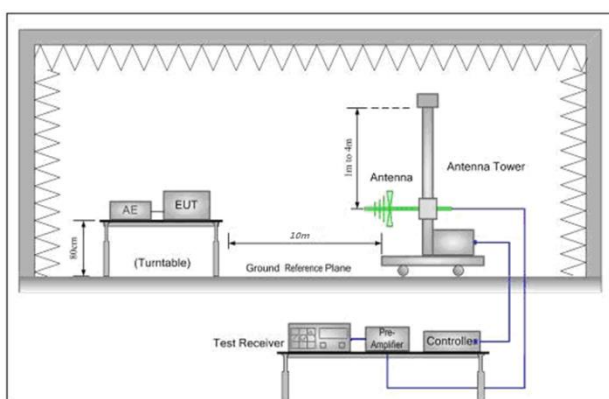 1m to 4m
Antenna
Antenna Tower
AE
EUT
80cm
(Turntable)
10m
Ground Reference Plane
Test Receiver
Pre-
Amplifier
Controller